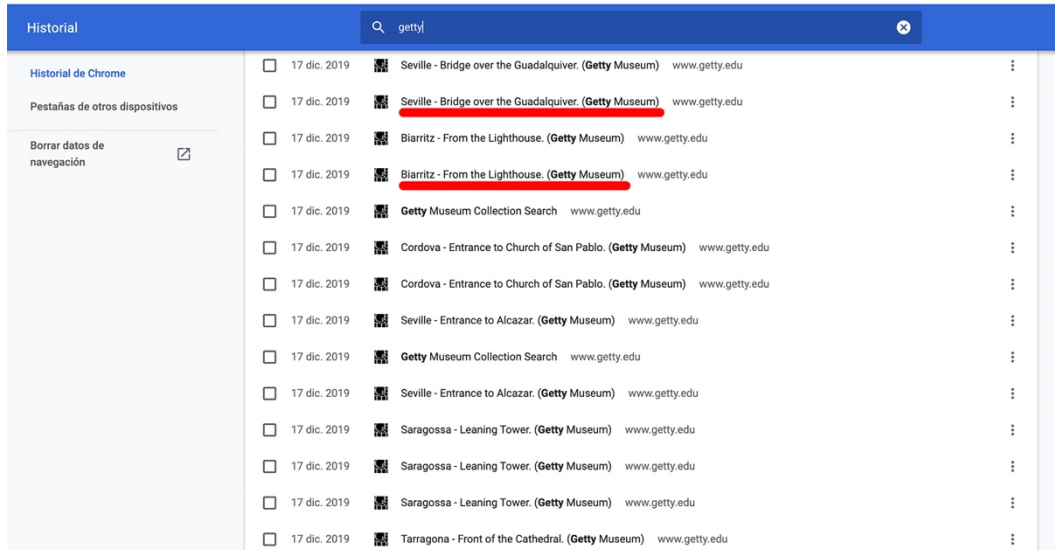 Historial
getty
Historial de Chrome
Pestañas de otros dispositivos
Borrar datos de
navegación
17 dic. 2019 Seville - Bridge over the Guadalquiver. (Getty Museum) www.getty.edu
17 dic. 2019 Seville - Bridge over the Guadalquiver. (Getty Museum) www.getty.edu
17 dic. 2019 Biarritz - From the Lighthouse. (Getty Museum) www.getty.edu
17 dic. 2019 Biarritz - From the Lighthouse. (Getty Museum) www.getty.edu
17 dic. 2019 Getty Museum Collection Search www.getty.edu
17 dic. 2019 Cordova - Entrance to Church of San Pablo. (Getty Museum) www.getty.edu
17 dic. 2019 Cordova - Entrance to Church of San Pablo. (Getty Museum) www.getty.edu
17 dic. 2019 Seville - Entrance to Alcazar. (Getty Museum) www.getty.edu
17 dic. 2019 Getty Museum Collection Search www.getty.edu
17 dic. 2019 Seville - Entrance to Alcazar. (Getty Museum) www.getty.edu
17 dic. 2019 Saragossa - Leaning Tower. (Getty Museum) www.getty.edu
17 dic. 2019 Saragossa - Leaning Tower. (Getty Museum) www.getty.edu
17 dic. 2019 Saragossa - Leaning Tower. (Getty Museum) www.getty.edu
17 dic. 2019 Tarragona - Front of the Cathedral. (Getty Museum) www.getty.edu